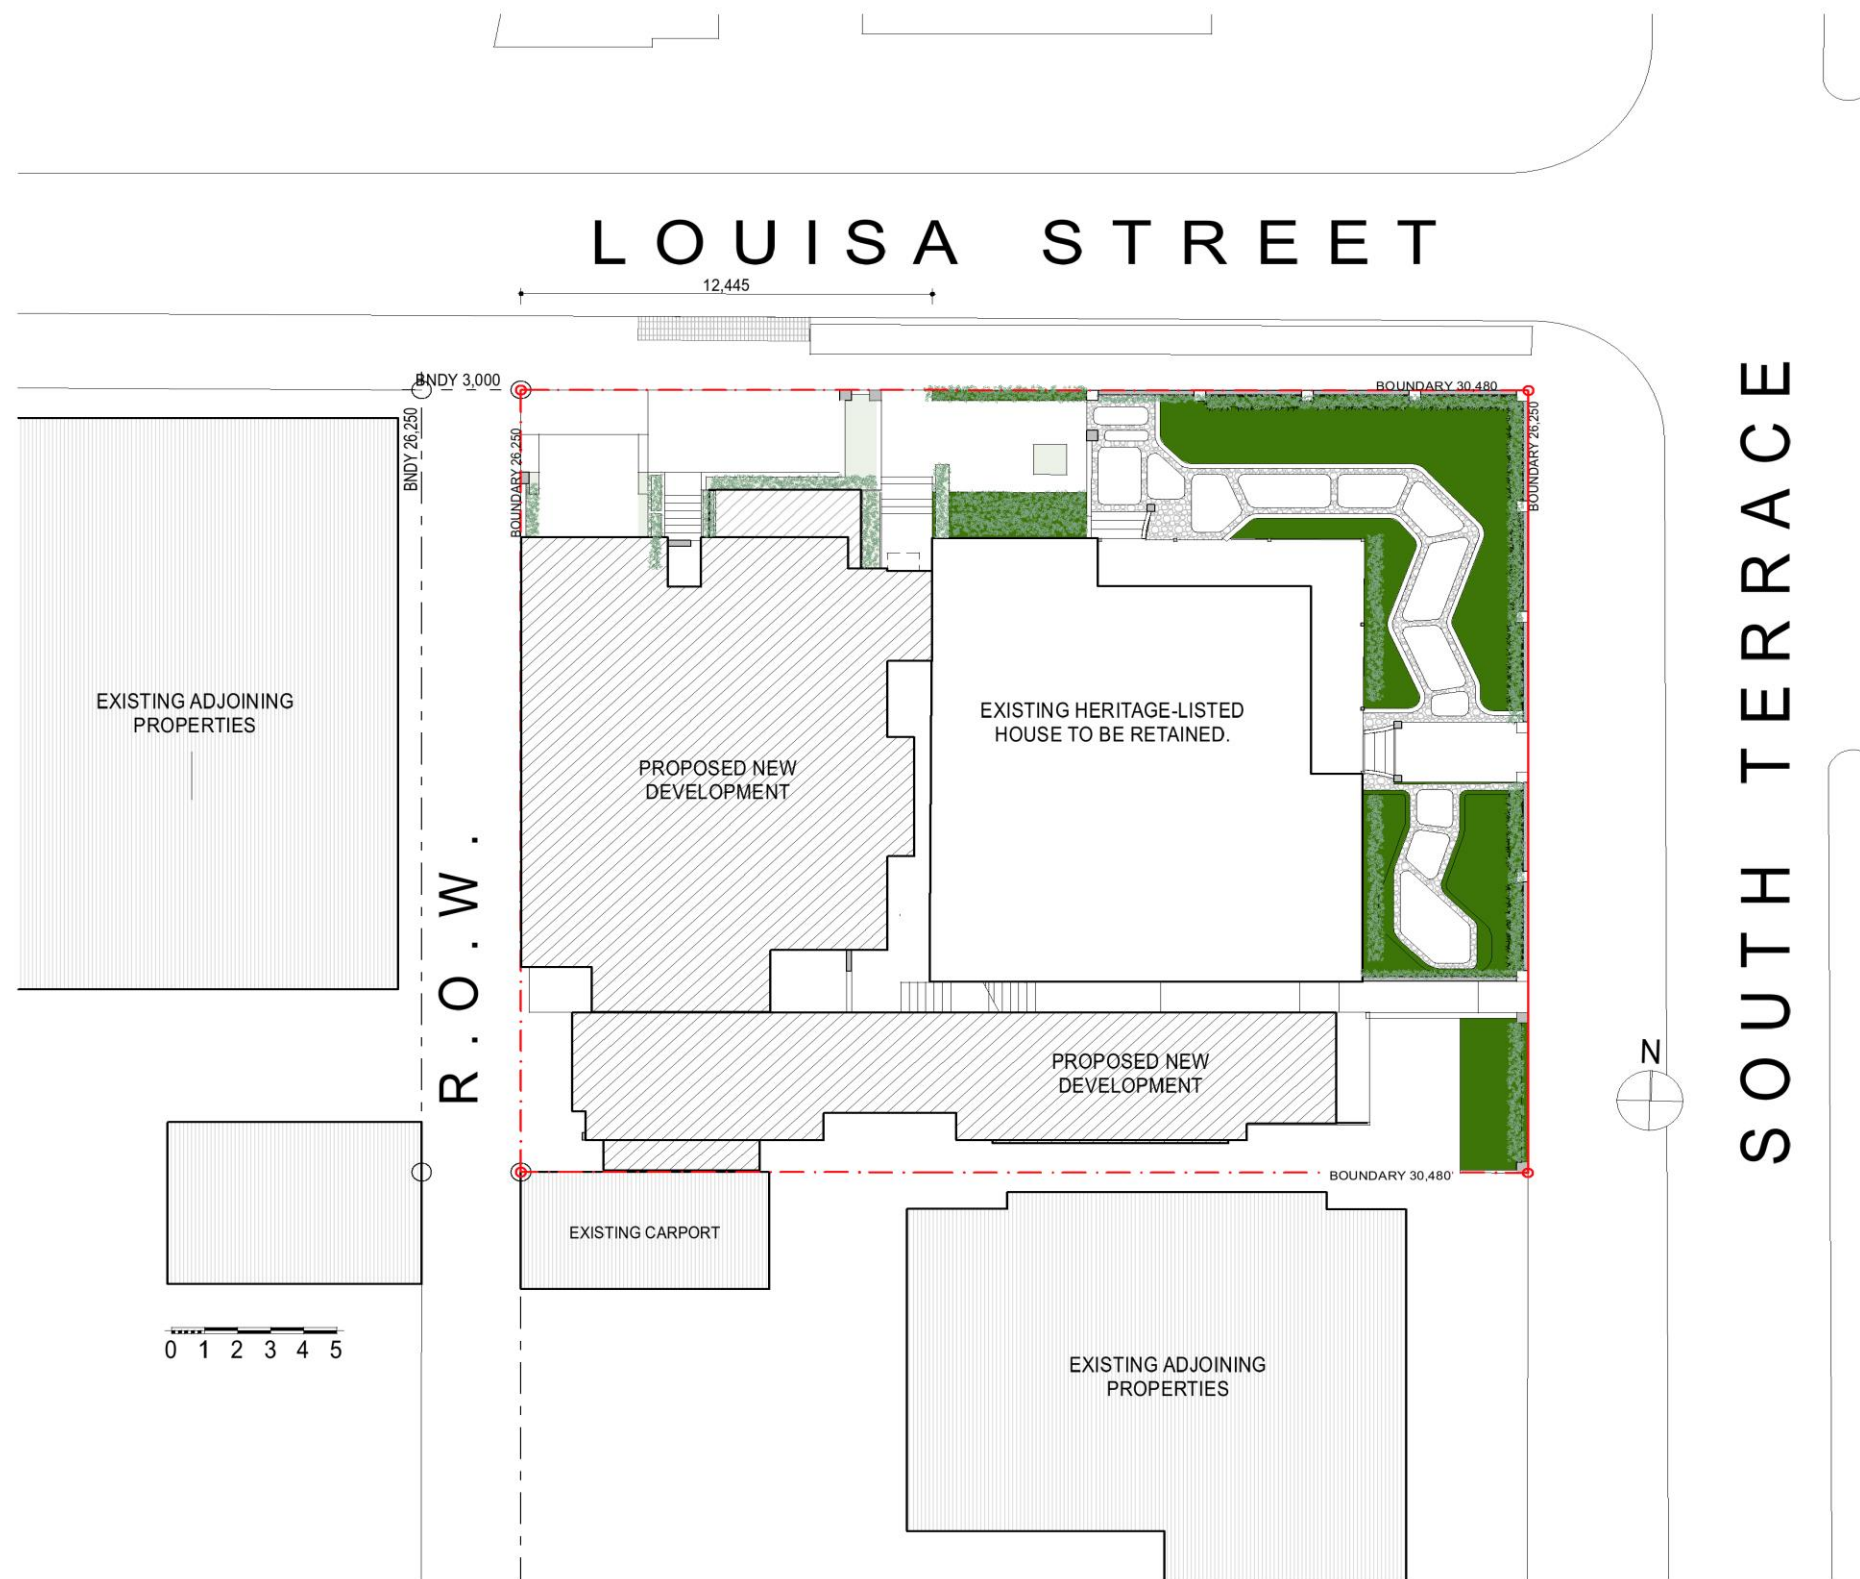 LOUISA STREET
12,445
BNDY 3,000
BOUNDARY 30,480
BNDY 26,250
BOUNDARY 26,250
BOUNDARY 26,250
SOUTH TERRACE
EXISTING ADJOINING
PROPERTIES
EXISTING HERITAGE-LISTED
HOUSE TO BE RETAINED.
PROPOSED NEW
DEVELOPMENT
R.O.W.
PROPOSED NEW
DEVELOPMENT
N
BOUNDARY 30,480
EXISTING CARPORT
0 1 2 3 4 5
EXISTING ADJOINING
PROPERTIES